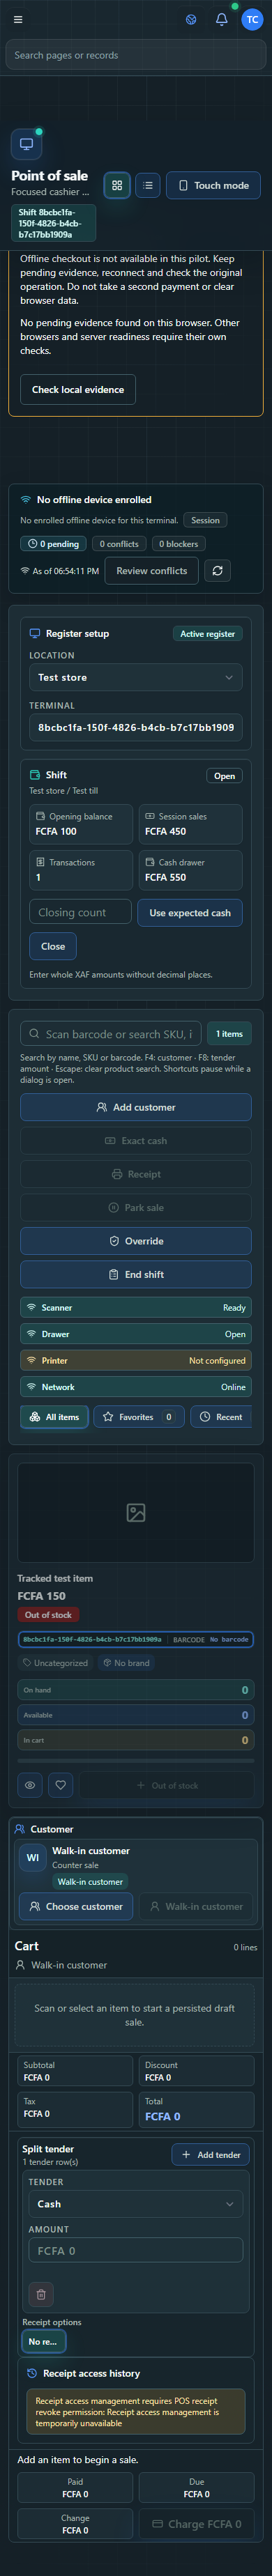 TC
Search pages or records
Point of sale
Focused cashier ...
Touch mode
Shift 8bcbc1fa-
150f-4826-b4cb-
b7c17bb1909a
Offline checkout is not available in this pilot. Keep
pending evidence, reconnect and check the original
operation. Do not take a second payment or clear
browser data.
No pending evidence found on this browser. Other
browsers and server readiness require their own
checks.
Check local evidence
No offline device enrolled
No enrolled offline device for this terminal.
Session
0 pending
0 conflicts
0 blockers
As of 06:54:11 PM
Review conflicts
Register setup
Active register
LOCATION
Test store
TERMINAL
8bcbc1fa-150f-4826-b4cb-b7c17bb1909
Shift
Open
Test store / Test till
Opening balance
FCFA 100
Session sales
FCFA 450
Transactions
1
Cash drawer
FCFA 550
Closing count
Use expected cash
Close
Enter whole XAF amounts without decimal places.
Scan barcode or search SKU, i
1 items
Search by name, SKU or barcode. F4: customer · F8: tender
amount · Escape: clear product search. Shortcuts pause while a
dialog is open.
Add customer
Exact cash
Receipt
Park sale
Override
End shift
Scanner
Ready
Drawer
Open
Printer
Not configured
Network
Online
All items
Favorites
0
Recent
Tracked test item
FCFA 150
Out of stock
8bcbc1fa-150f-4826-b4cb-b7c17bb1909a
BARCODE
No barcode
Uncategorized
No brand
On hand
0
Available
0
In cart
0
Out of stock
Customer
WI
Walk-in customer
Counter sale
Walk-in customer
Choose customer
Walk-in customer
Cart
0 lines
Walk-in customer
Scan or select an item to start a persisted draft
sale.
Subtotal
FCFA 0
Discount
FCFA 0
Tax
FCFA 0
Total
FCFA 0
Split tender
1 tender row(s)
Add tender
TENDER
Cash
AMOUNT
FCFA 0
Receipt options
No re...
Receipt access history
Receipt access management requires POS receipt
revoke permission: Receipt access management is
temporarily unavailable
Add an item to begin a sale.
Paid
FCFA 0
Due
FCFA 0
Change
FCFA 0
Charge FCFA 0